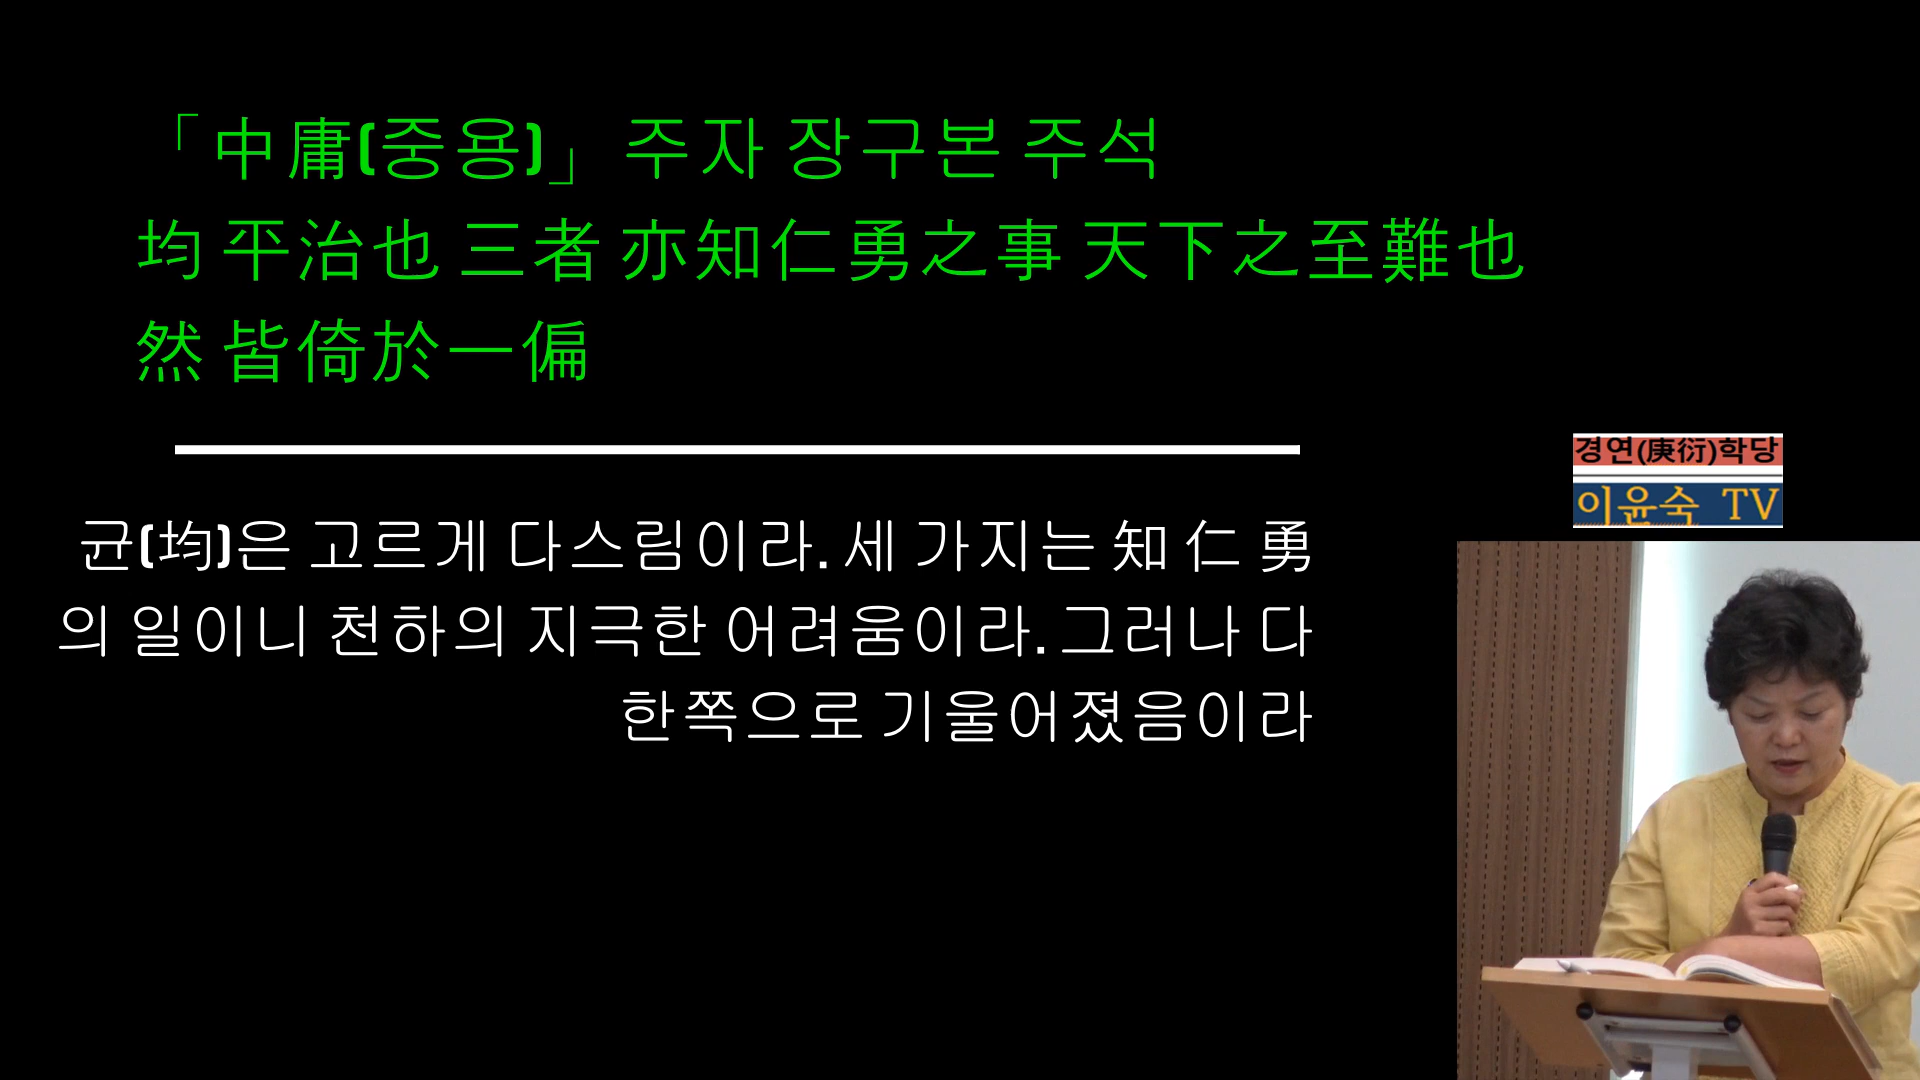 「中庸(중용)」 주자 장구본 주석
均 平治也 三者 亦知仁勇之事 天下之至難也
然 皆倚於一偏
균(均)은 고르게 다스림이라. 세 가지는 知 仁 勇
의 일이니 천하의 지극한 어려움이라. 그러나 다
한쪽으로 기울어졌음이라
경연(庚衍)학당
이윤숙 TV